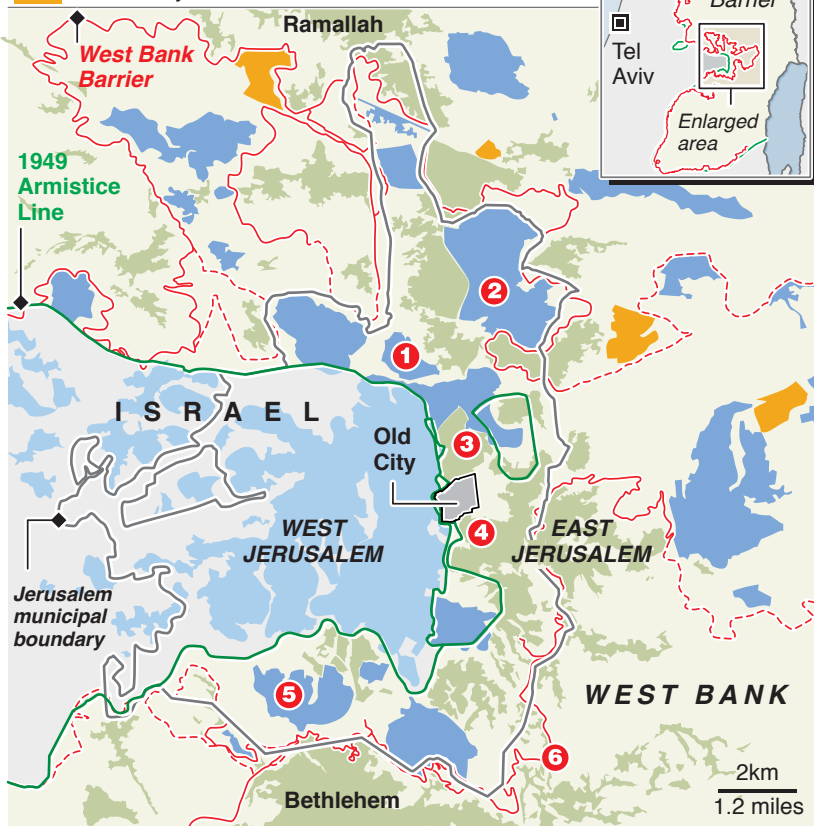 Ramallah
West Bank
Barrier
Barrier
Tel
Aviv
Enlarged
area
1949
Armistice
Line
2
1
ISRAEL
Old
City
3
WEST
JERUSALEM
4
EAST
JERUSALEM
Jerusalem
municipal
boundary
5
WEST BANK
6
Bethlehem
2km
1.2 miles